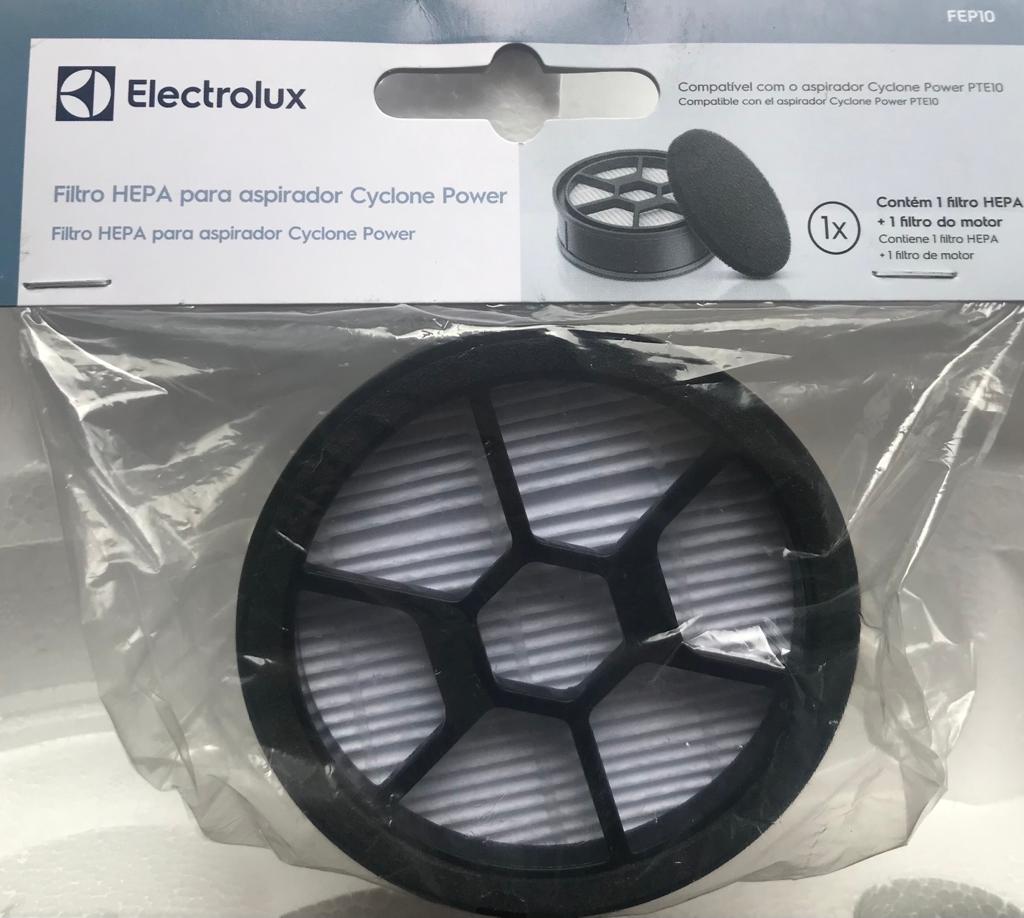 FEP10
Electrolux
Compatível com o aspirador Cyclone Power PTE10
Compatible con el aspirador Cyclone Power PTE10
Filtro HEPA para aspirador Cyclone Power
Filtro HEPA para aspirador Cyclone Power
1x
Contém 1 filtro HEPA
+ 1 filtro do motor
Contiene 1 filtro HEPA
+ 1 filtro de motor